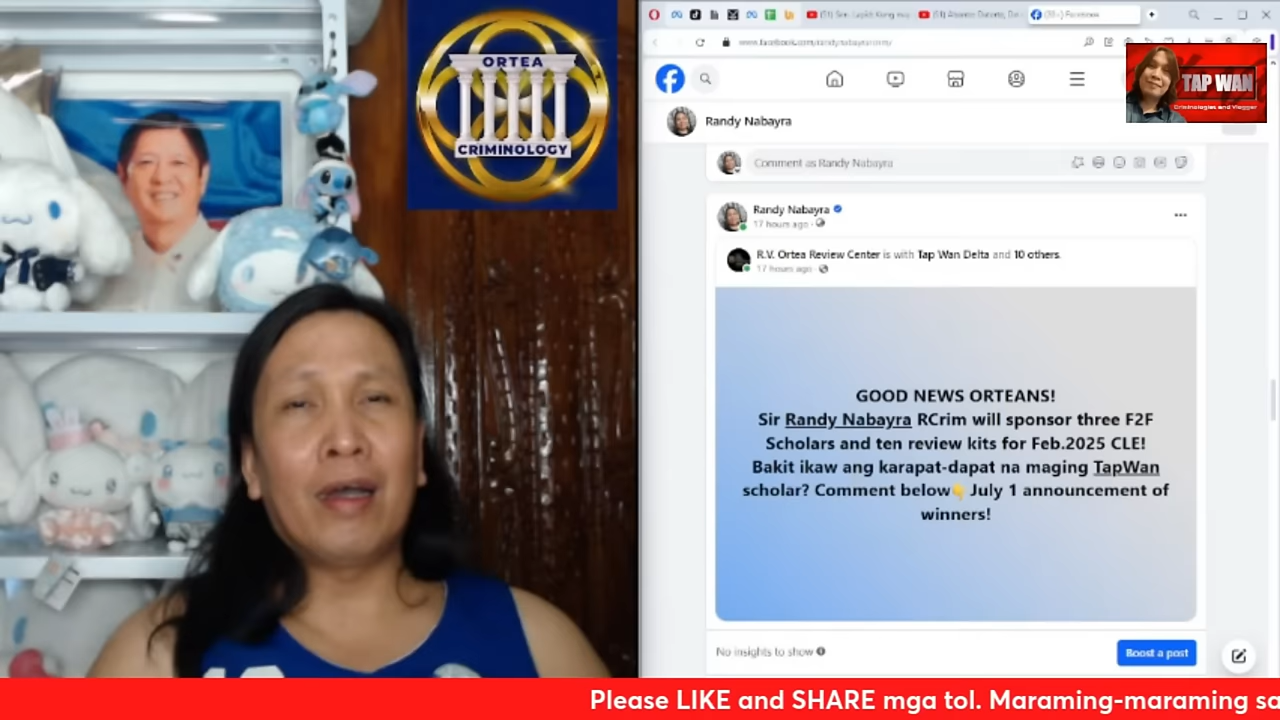 ORTEA
CRIMINOLOGY
TAP WAN
Criminologist and Vlogger
Randy Nabayra
Comment as Randy Nabayra
Randy Nabayra
17 hours ago
R.V. Ortea Review Center is with Tap Wan Delta and 10 others.
17 hours ago
GOOD NEWS ORTEANS!
Sir Randy Nabayra RCrim will sponsor three F2F
Scholars and ten review kits for Feb.2025 CLE!
Bakit ikaw ang karapat-dapat na maging TapWan
scholar? Comment below👇July 1 announcement of
winners!
No insights to show
Boost a post
Please LIKE and SHARE mga tol. Maraming-maraming sa